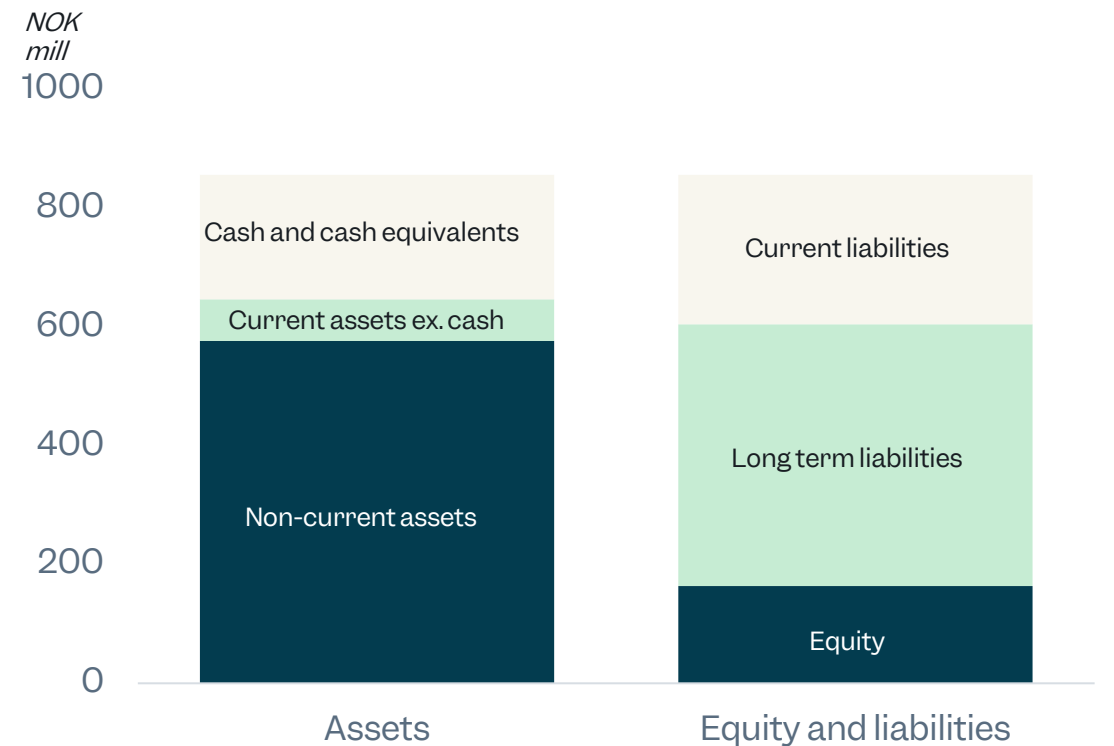 NOK
mill
1000
800
600
400
200
0
Cash and cash equivalents
Current assets ex. cash
Non-current assets
Current liabilities
Long term liabilities
Equity
Assets
Equity and liabilities